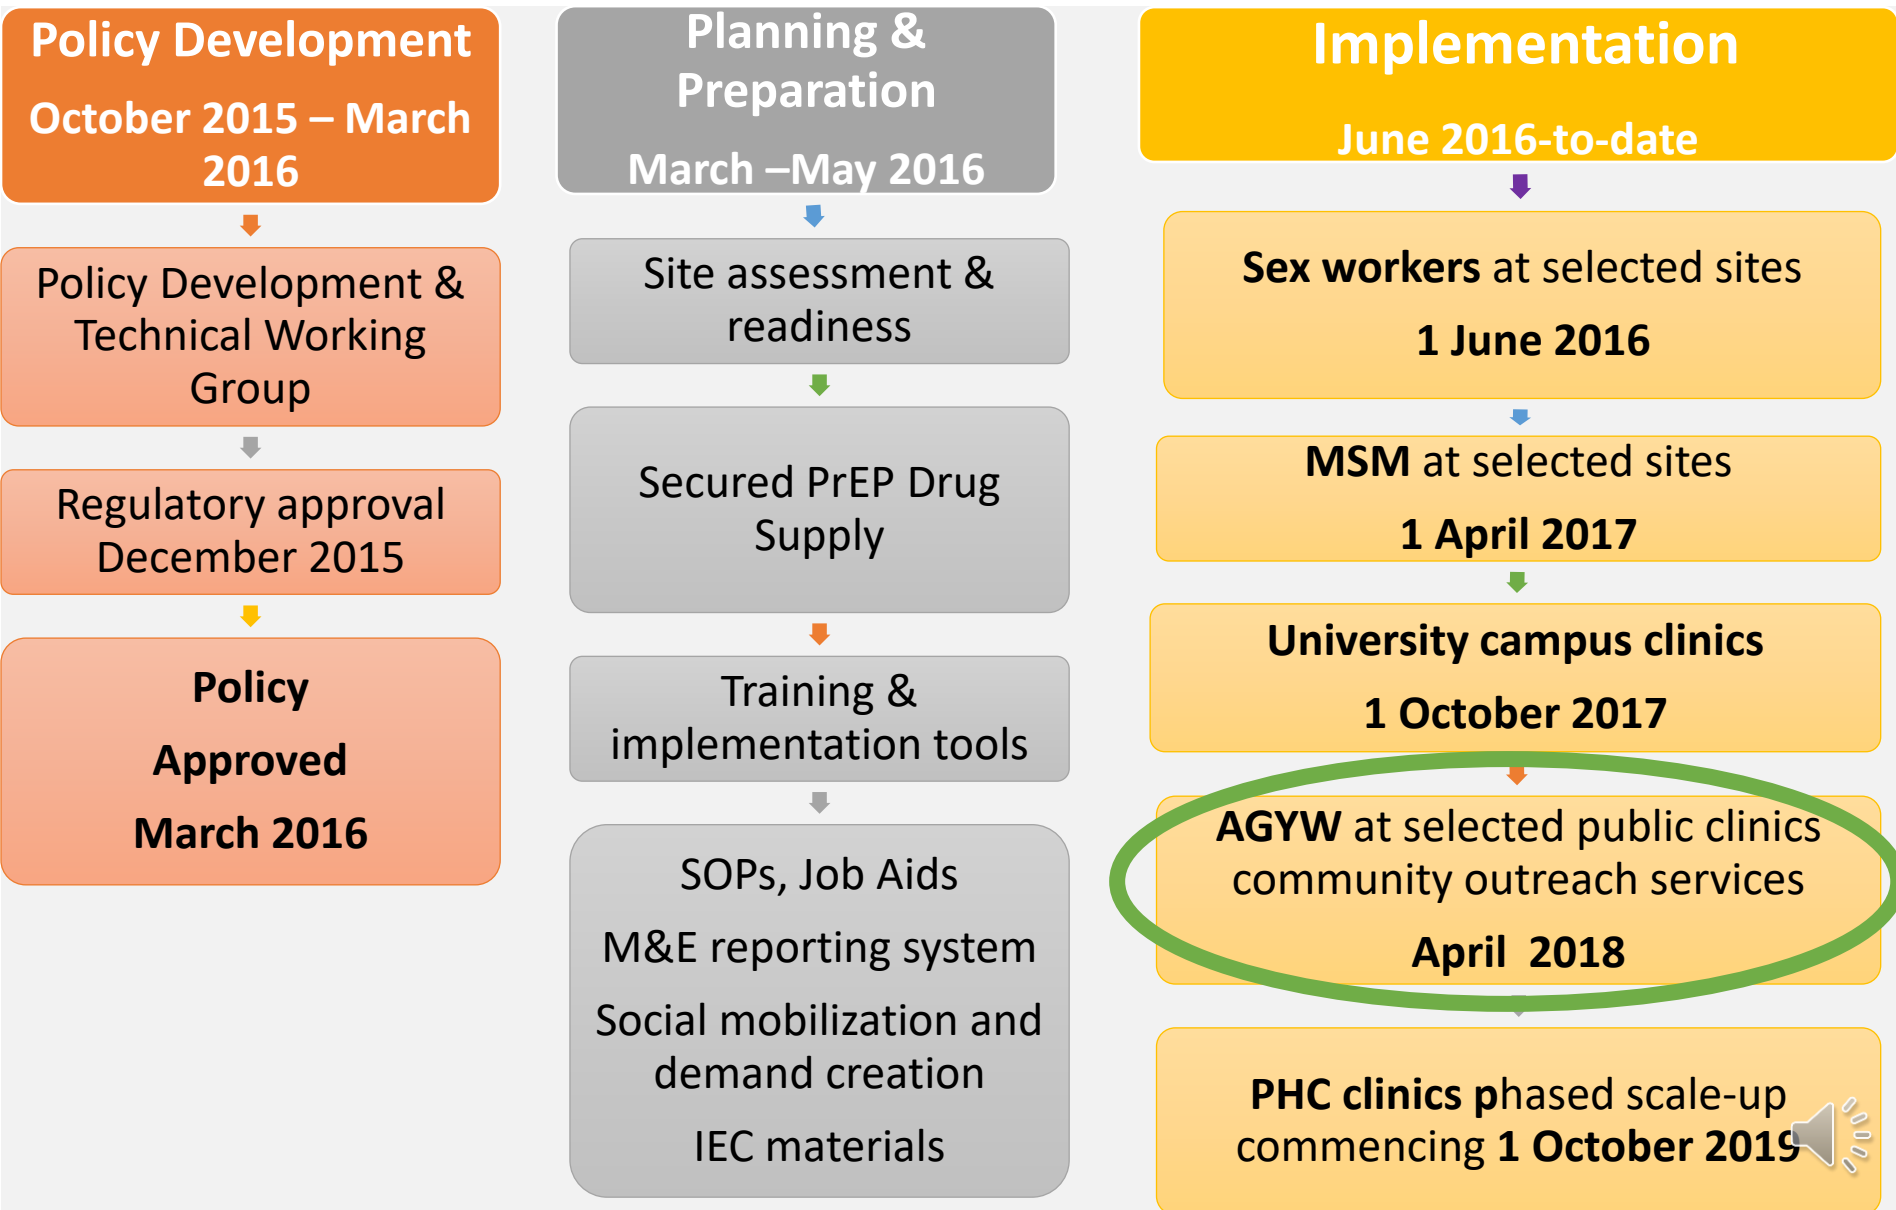 Policy Development
October 2015 – March
2016
Policy Development &
Technical Working
Group
Regulatory approval
December 2015
Policy
Approved
March 2016
Planning &
Preparation
March –May 2016
Site assessment &
readiness
Secured PrEP Drug
Supply
Training &
implementation tools
SOPs, Job Aids
M&E reporting system
Social mobilization and
demand creation
IEC materials
Implementation
June 2016-to-date
Sex workers at selected sites
1 June 2016
MSM at selected sites
1 April 2017
University campus clinics
1 October 2017
AGYW at selected public clinics
community outreach services
April  2018
PHC clinics phased scale-up
commencing 1 October 2019